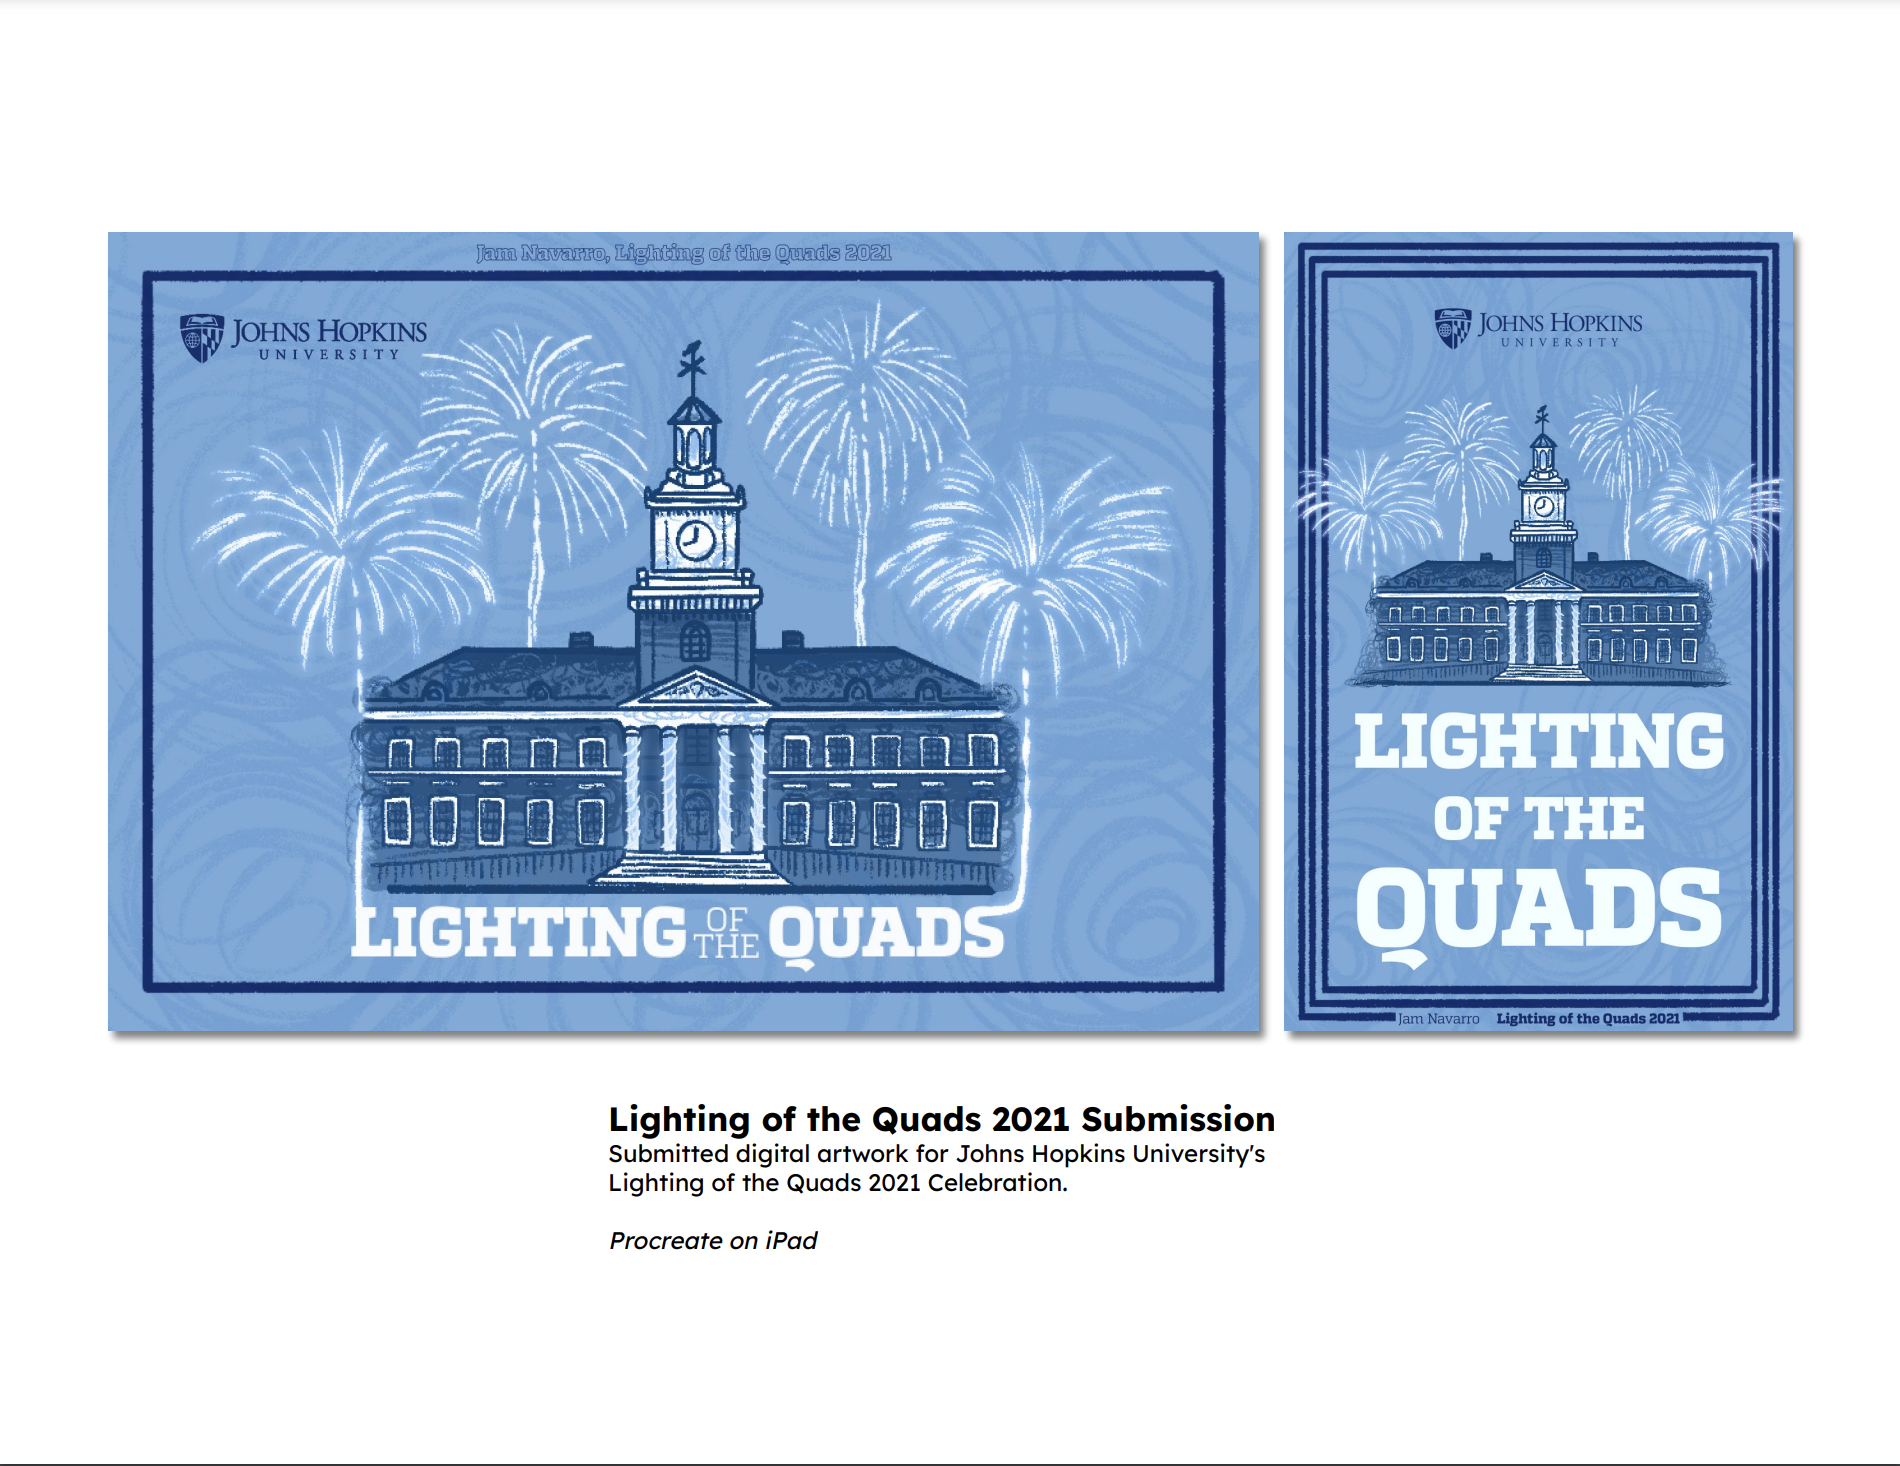 Jam Navarro, Lighting of the Quads 2021
JOHNS HOPKINS
UNIVERSITY
LIGHTING OF THE QUADS
JOHNS HOPKINS
UNIVERSITY
LIGHTING
OF THE
QUADS
Jam Navarro Lighting of the Quads 2021
Lighting of the Quads 2021 Submission
Submitted digital artwork for Johns Hopkins University's
Lighting of the Quads 2021 Celebration.
Procreate on iPad